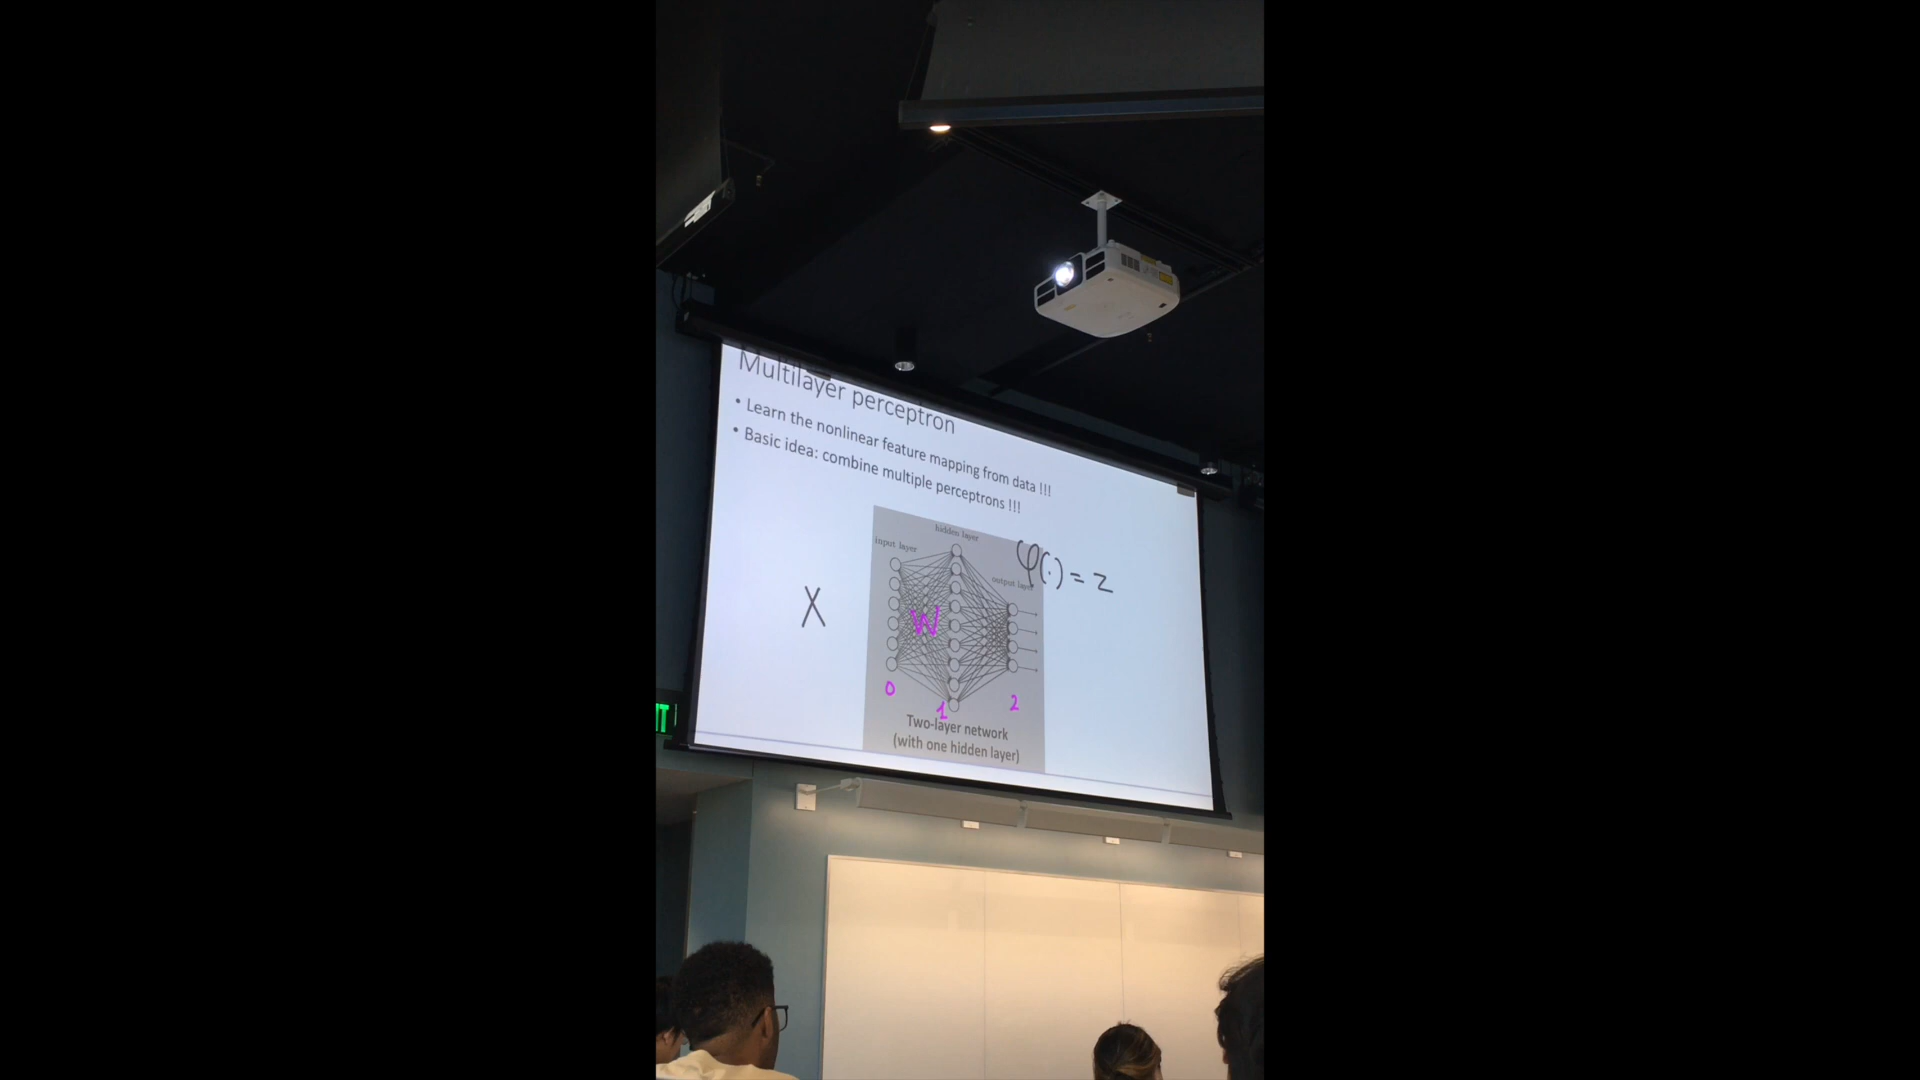 Multilayer perceptron
• Learn the nonlinear feature mapping from data !!!
• Basic idea: combine multiple perceptrons !!!
hidden layer
input layer
φ(·) = z
output layer
X
W
0
1
2
Two-layer network
(with one hidden layer)
IT